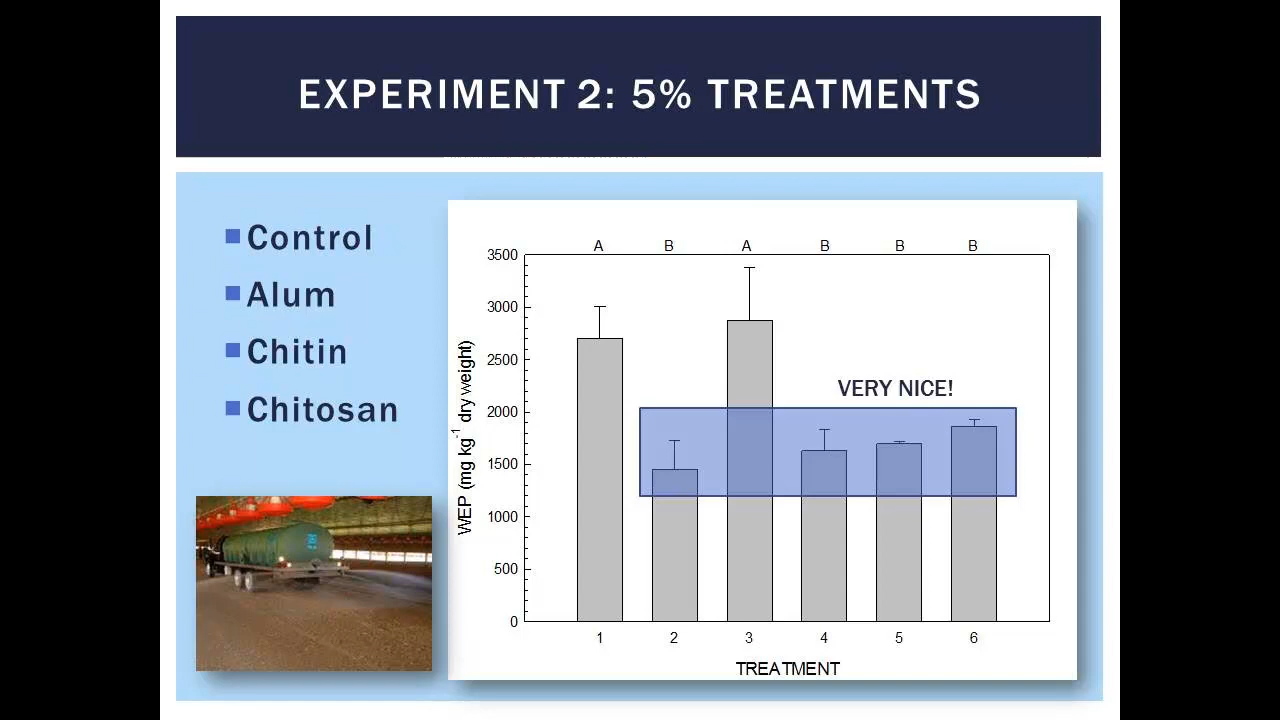 EXPERIMENT 2: 5% TREATMENTS
Control
Alum
Chitin
Chitosan
A B A B B B
3500
3000
2500
2000
1500
1000
500
0
WEP (mg kg-1 dry weight)
VERY NICE!
1 2 3 4 5 6
TREATMENT